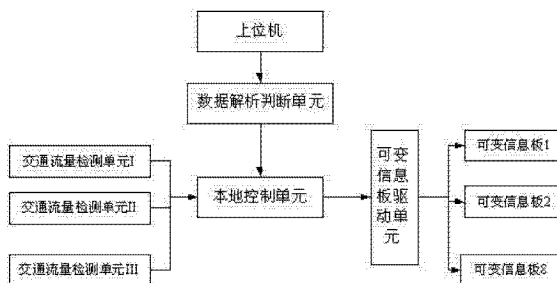 上位机
数据解析判断单元
交通流量检测单元I
交通流量检测单元II
交通流量检测单元III
本地控制单元
可变
信息
板驱
动单
元
可变信息板1
可变信息板2
可变信息板8